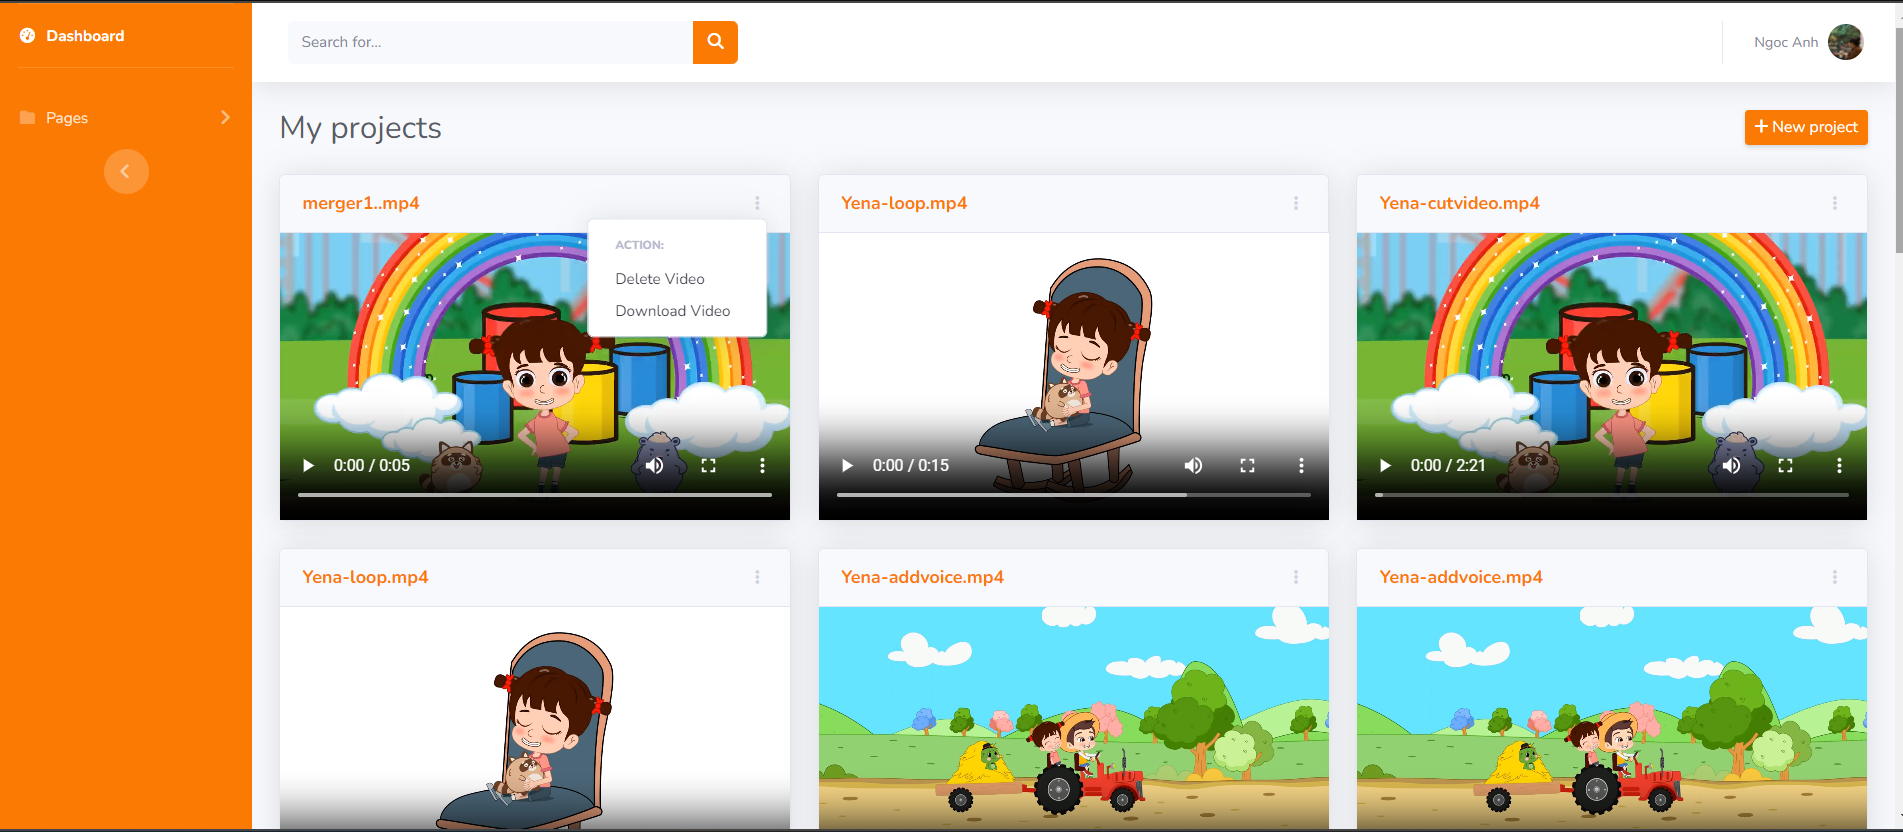 Dashboard
Search for...
Ngoc Anh
Pages
My projects
New project
merger1..mp4
ACTION:
Delete Video
Download Video
0:00 / 0:05
Yena-loop.mp4
0:00 / 0:15
Yena-cutvideo.mp4
0:00 / 2:21
Yena-loop.mp4
Yena-addvoice.mp4
Yena-addvoice.mp4